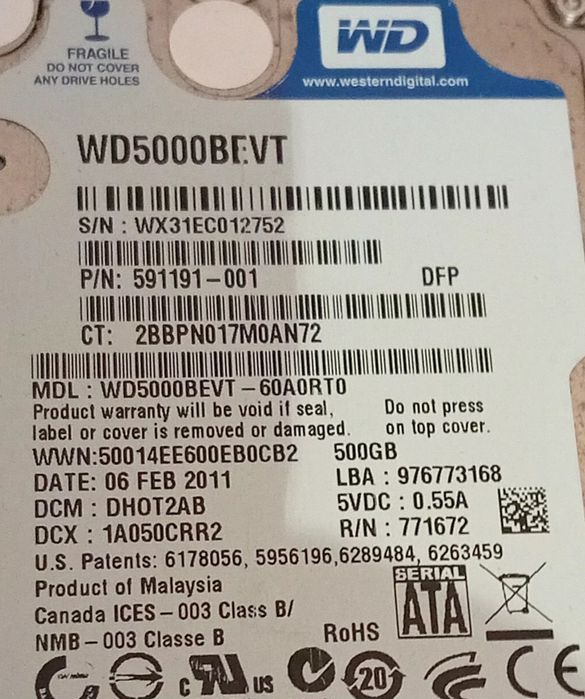 FRAGILE
DO NOT COVER
ANY DRIVE HOLES
WD
www.westerndigital.com
WD5000BEVT
S/N : WX31EC012752
P/N: 591191-001 DFP
CT: 2BBPN017M0AN72
MDL : WD5000BEVT-60A0RT0
Product warranty will be void if seal, Do not press
label or cover is removed or damaged. on top cover.
WWN:50014EE600EB0CB2 500GB
DATE: 06 FEB 2011 LBA : 976773168
DCM : DHOT2AB 5VDC : 0.55A
DCX : 1A050CRR2 R/N : 771672
U.S. Patents: 6178056, 5956196,6289484, 6263459
Product of Malaysia
Canada ICES-003 Class B/
NMB-003 Classe B RoHS
SERIAL
ATA
c US 20 CE